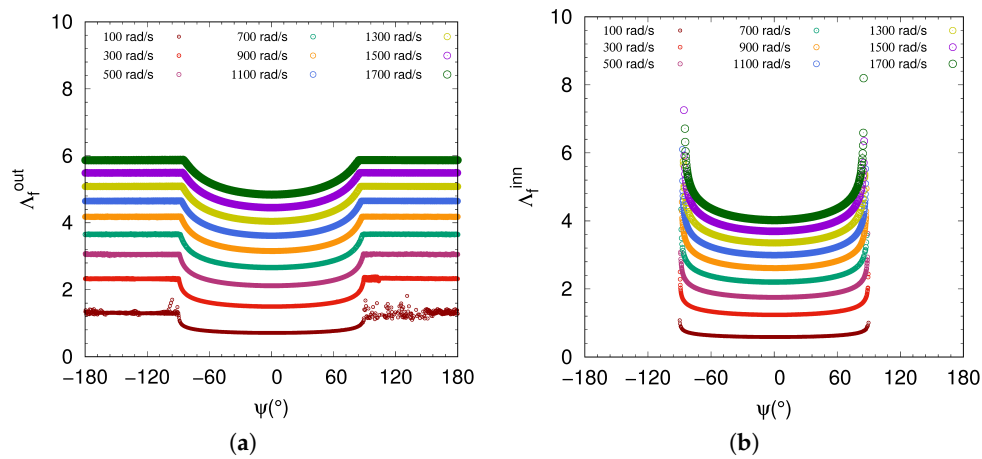 10
8
6
4
2
0
Λ_f^out
100 rad/s
300 rad/s
500 rad/s
700 rad/s
900 rad/s
1100 rad/s
1300 rad/s
1500 rad/s
1700 rad/s
−180 −120 −60 0 60 120 180
ψ(°)
(a)
10
8
6
4
2
0
Λ_f^inn
100 rad/s
300 rad/s
500 rad/s
700 rad/s
900 rad/s
1100 rad/s
1300 rad/s
1500 rad/s
1700 rad/s
−180 −120 −60 0 60 120 180
ψ(°)
(b)